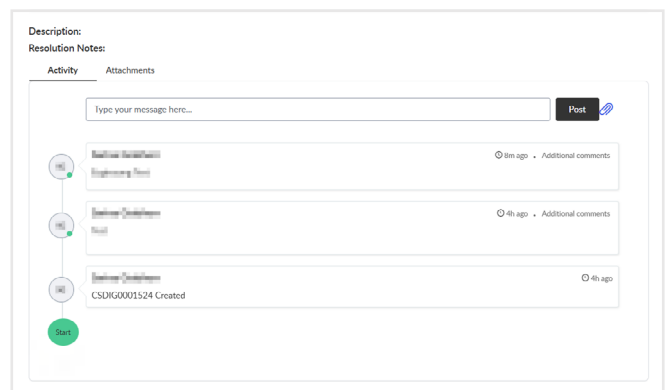 Description:
Resolution Notes:
Activity Attachments
Type your message here... Post
8m ago • Additional comments
4h ago • Additional comments
4h ago
CSDIG0001524 Created
Start